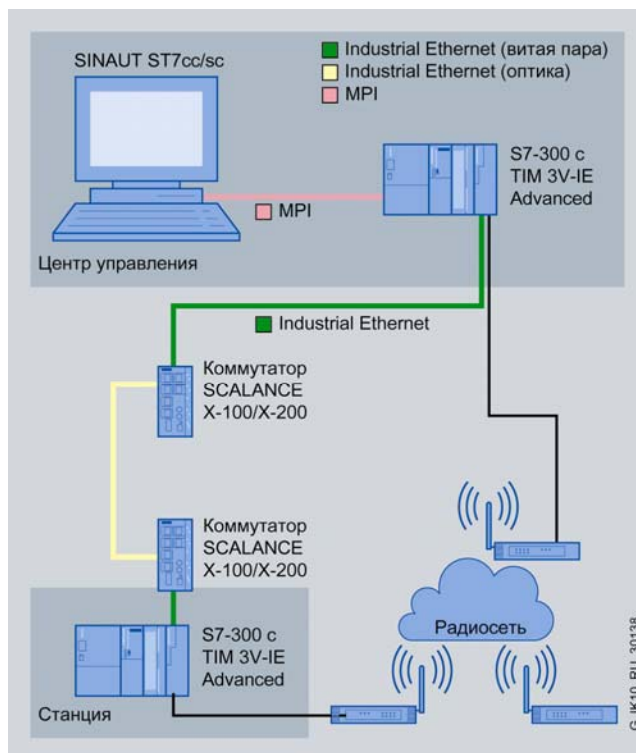 SINAUT ST7cc/sc
Industrial Ethernet (витая пара)
Industrial Ethernet (оптика)
MPI
S7-300 с
TIM 3V-IE
Advanced
MPI
Центр управления
Industrial Ethernet
Коммутатор
SCALANCE
X-100/X-200
Коммутатор
SCALANCE
X-100/X-200
S7-300 с
TIM 3V-IE
Advanced
Станция
Радиосеть
G_IK10_RU_30138